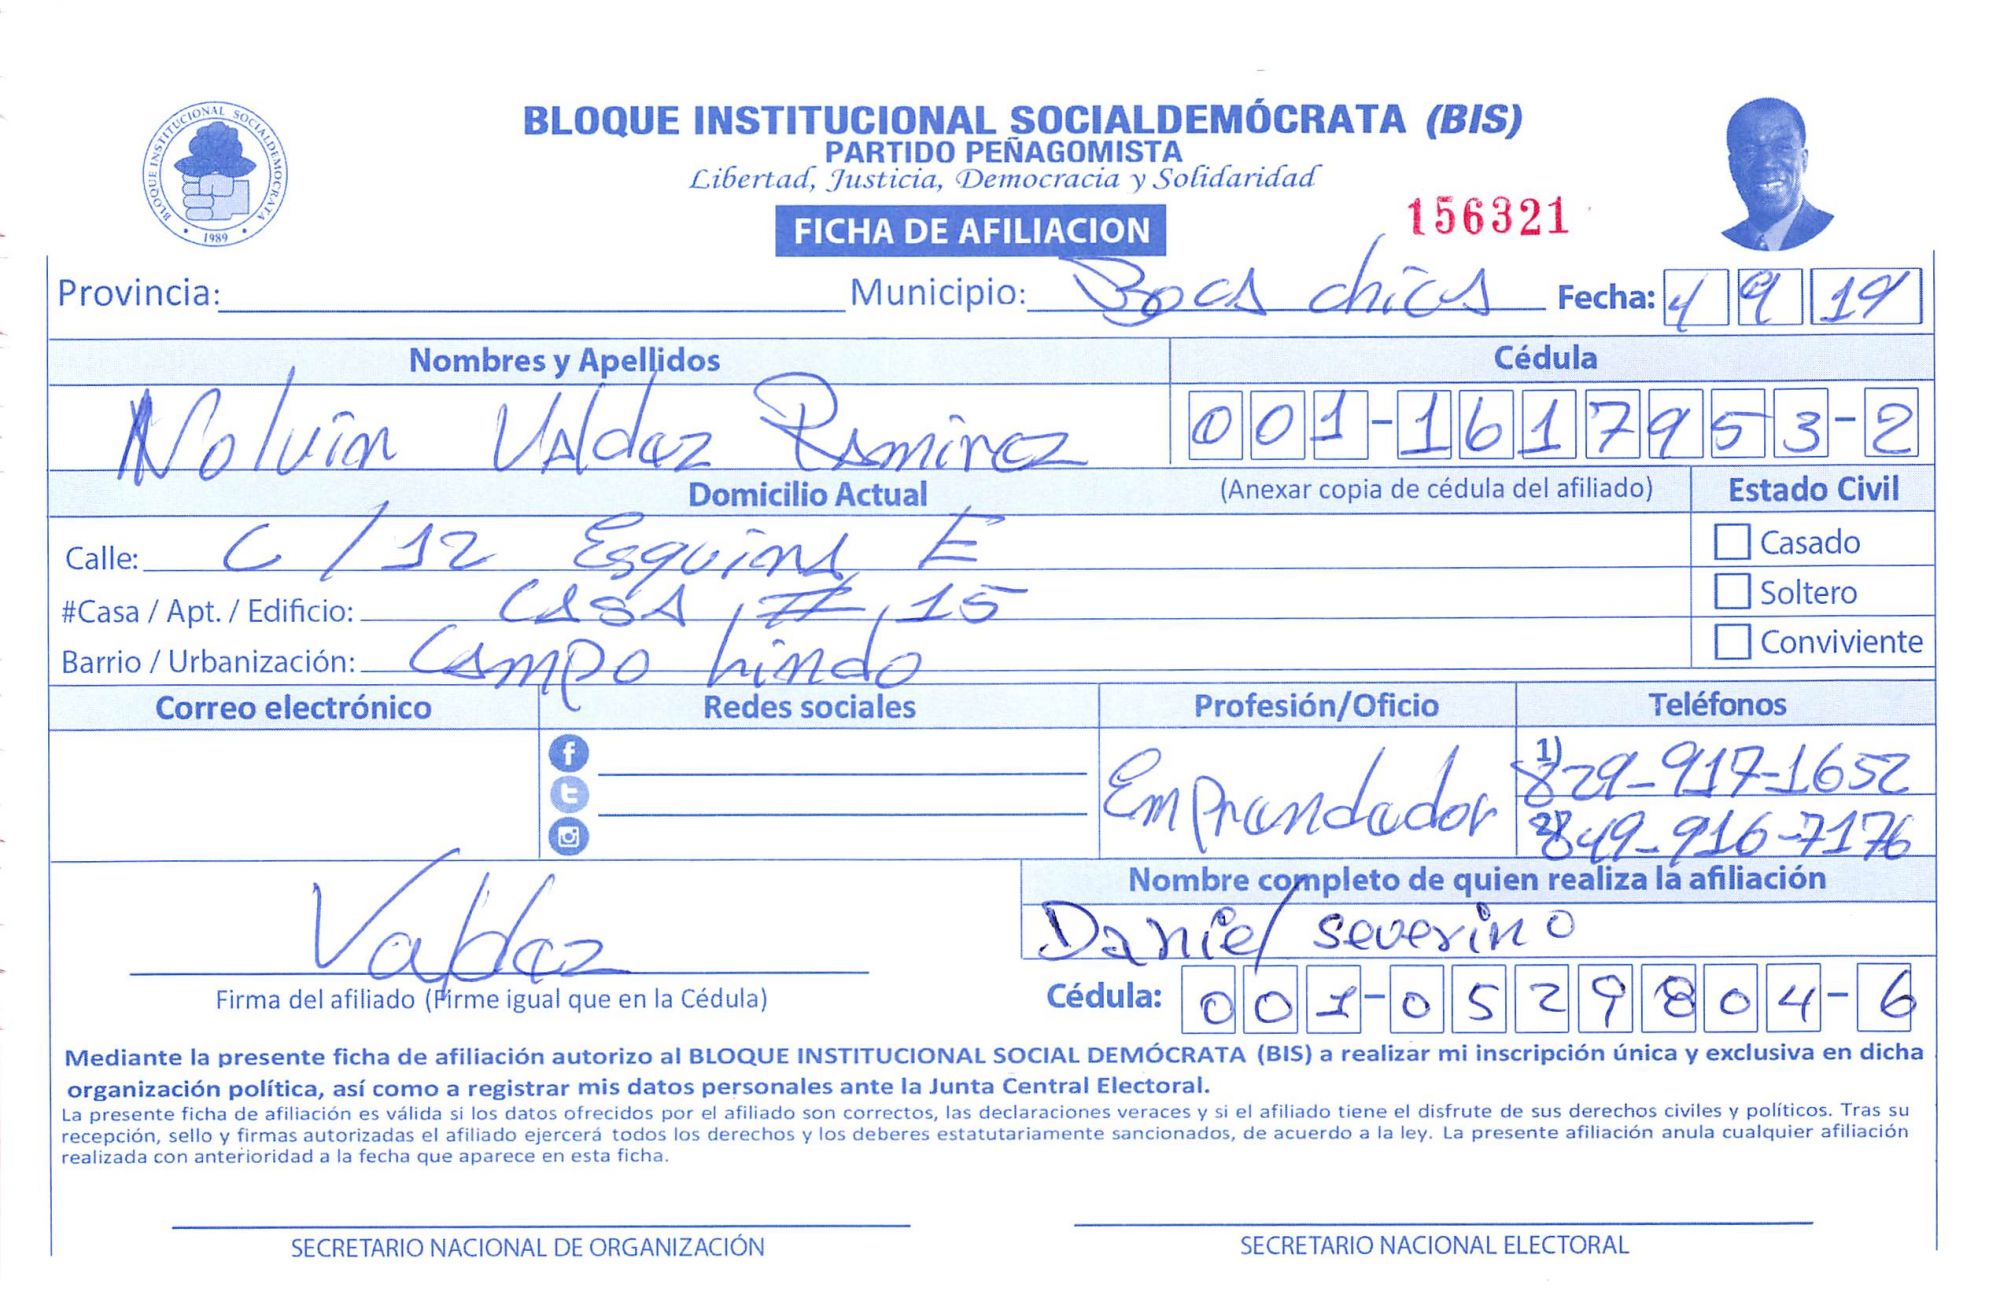 BLOQUE INSTITUCIONAL SOCIALDEMOCRATA
1989
BLOQUE INSTITUCIONAL SOCIALDEMÓCRATA (BIS)
PARTIDO PEÑAGOMISTA
Libertad, Justicia, Democracia y Solidaridad
FICHA DE AFILIACION
156321
Provincia: Municipio: Boca chica Fecha: 4 9 19
Nombres y Apellidos Cédula
Nolvin Valdez Ramirez 001-1617953-2
Domicilio Actual (Anexar copia de cédula del afiliado) Estado Civil
Calle: C/12 Esquina E Casado
#Casa / Apt. / Edificio: CASA # 15 Soltero
Barrio / Urbanización: Campo Lindo Conviviente
Correo electrónico Redes sociales Profesión/Oficio Teléfonos
Emprendador 1) 829-917-1652
2) 849-916-7176
Nombre completo de quien realiza la afiliación
Valdez Daniel severino
Firma del afiliado (Firme igual que en la Cédula) Cédula: 001-0529804-6
Mediante la presente ficha de afiliación autorizo al BLOQUE INSTITUCIONAL SOCIAL DEMÓCRATA (BIS) a realizar mi inscripción única y exclusiva en dicha
organización política, así como a registrar mis datos personales ante la Junta Central Electoral.
La presente ficha de afiliación es válida si los datos ofrecidos por el afiliado son correctos, las declaraciones veraces y si el afiliado tiene el disfrute de sus derechos civiles y políticos. Tras su
recepción, sello y firmas autorizadas el afiliado ejercerá todos los derechos y los deberes estatutariamente sancionados, de acuerdo a la ley. La presente afiliación anula cualquier afiliación
realizada con anterioridad a la fecha que aparece en esta ficha.
SECRETARIO NACIONAL DE ORGANIZACIÓN SECRETARIO NACIONAL ELECTORAL